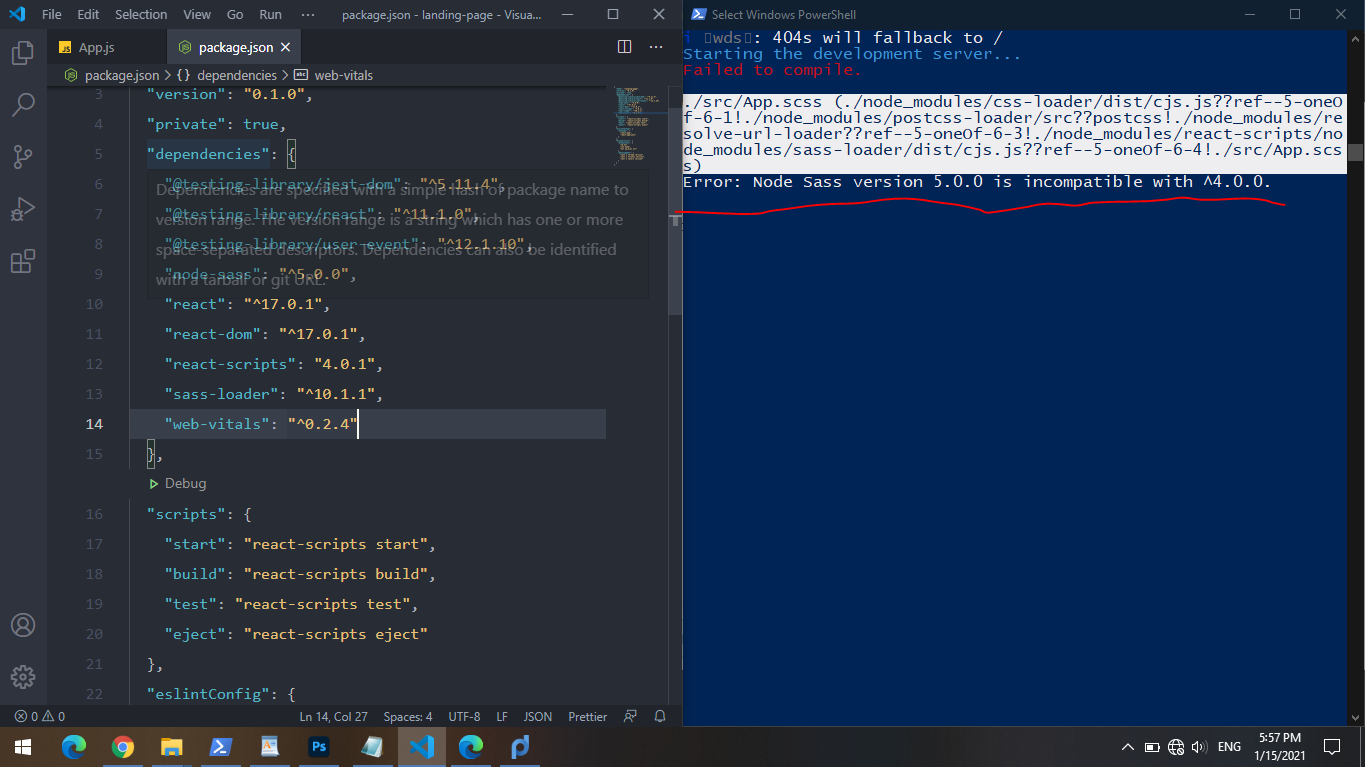 File Edit Selection View Go Run ··· package.json - landing-page - Visua...
App.js package.json
package.json > {} dependencies > web-vitals
3 "version": "0.1.0",
4 "private": true,
5 "dependencies": {
6 "@testing-library/jest-dom": "^5.11.4",
Dependencies are specified with a simple hash of package name to
7 "@testing-library/react": "^11.1.0",
version range. The version range is a string which has one or more
8 "@testing-library/user-event": "^12.1.10",
space-separated descriptors. Dependencies can also be identified
9 "node-sass": "^5.0.0",
with a tarball or git URL.
10 "react": "^17.0.1",
11 "react-dom": "^17.0.1",
12 "react-scripts": "4.0.1",
13 "sass-loader": "^10.1.1",
14 "web-vitals": "^0.2.4"
15 },
Debug
16 "scripts": {
17 "start": "react-scripts start",
18 "build": "react-scripts build",
19 "test": "react-scripts test",
20 "eject": "react-scripts eject"
21 },
22 "eslintConfig": {
0 0 Ln 14, Col 27 Spaces: 4 UTF-8 LF JSON Prettier
Select Windows PowerShell
i ｢wds｣: 404s will fallback to /
Starting the development server...
Failed to compile.
./src/App.scss (./node_modules/css-loader/dist/cjs.js??ref--5-oneO
f-6-1!./node_modules/postcss-loader/src??postcss!./node_modules/re
solve-url-loader??ref--5-oneOf-6-3!./node_modules/react-scripts/no
de_modules/sass-loader/dist/cjs.js??ref--5-oneOf-6-4!./src/App.scs
s)
Error: Node Sass version 5.0.0 is incompatible with ^4.0.0.
JS
Ps
ENG
5:57 PM
1/15/2021